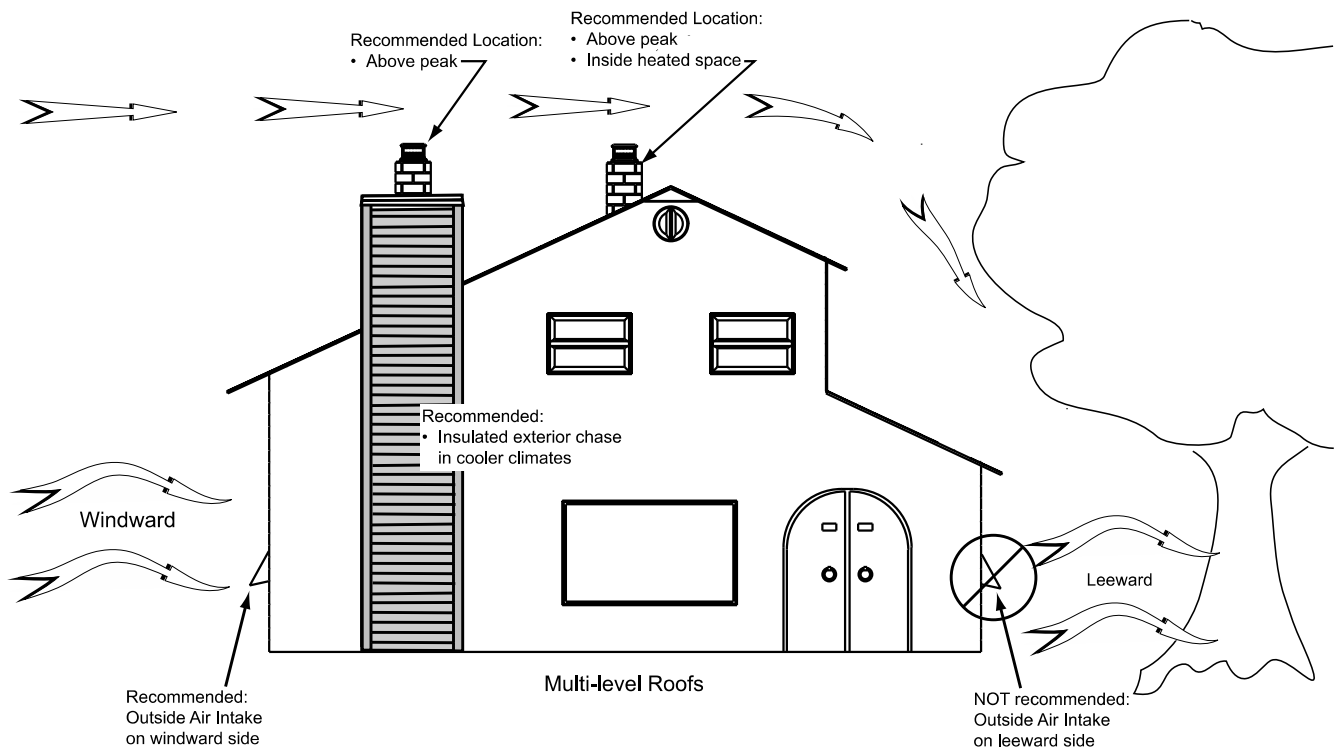 Recommended Location:
• Above peak
Recommended Location:
• Above peak
• Inside heated space
Recommended:
• Insulated exterior chase
in cooler climates
Windward
Leeward
Recommended:
Outside Air Intake
on windward side
Multi-level Roofs
NOT recommended:
Outside Air Intake
on leeward side